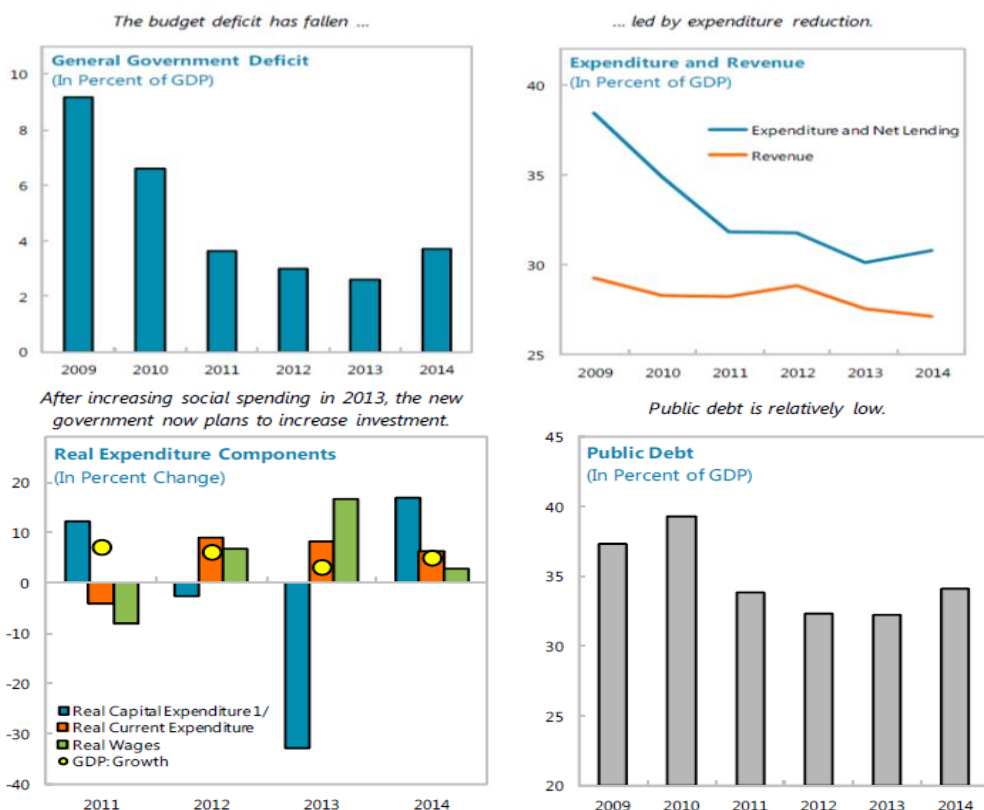 The budget deficit has fallen ...
General Government Deficit
(In Percent of GDP)
10
8
6
4
2
0
2009 2010 2011 2012 2013 2014
... led by expenditure reduction.
Expenditure and Revenue
(In Percent of GDP)
40
Expenditure and Net Lending
Revenue
35
30
25
2009 2010 2011 2012 2013 2014
After increasing social spending in 2013, the new
government now plans to increase investment.
Real Expenditure Components
(In Percent Change)
20
10
0
-10
-20
-30
-40
Real Capital Expenditure 1/
Real Current Expenditure
Real Wages
GDP: Growth
2011 2012 2013 2014
Public debt is relatively low.
45
Public Debt
(In Percent of GDP)
40
35
30
25
20
2009 2010 2011 2012 2013 2014